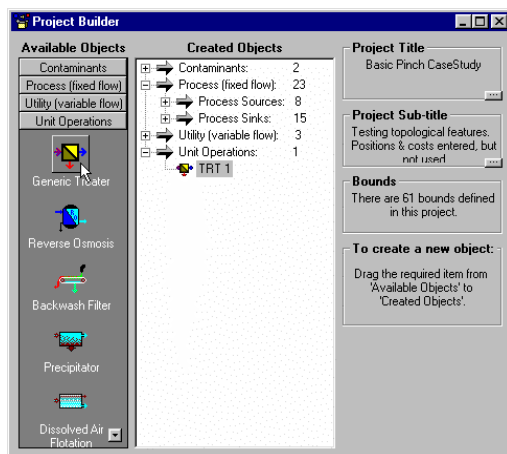 Project Builder
Available Objects
Contaminants
Process (fixed flow)
Utility (variable flow)
Unit Operations
Generic Treater
Reverse Osmosis
Backwash Filter
Precipitator
Dissolved Air
Flotation
Created Objects
Contaminants: 2
Process (fixed flow): 23
Process Sources: 8
Process Sinks: 15
Utility (variable flow): 3
Unit Operations: 1
TRT 1
Project Title
Basic Pinch CaseStudy
...
Project Sub-title
Testing topological features.
Positions & costs entered, but
not used
...
Bounds
There are 61 bounds defined
in this project.
To create a new object:
Drag the required item from
'Available Objects' to
'Created Objects'.